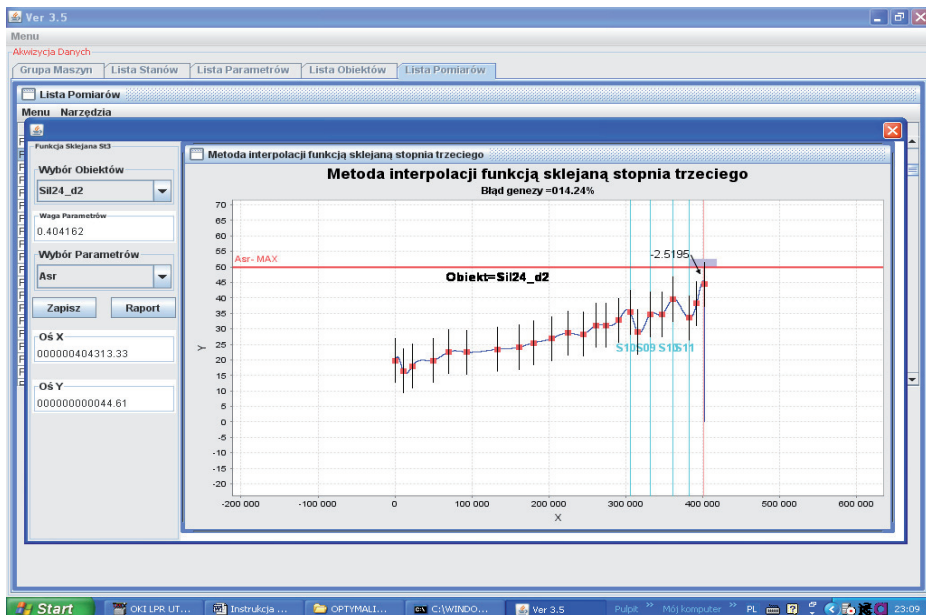 Ver 3.5
Menu
Akwizycja Danych
Grupa Maszyn Lista Stanów Lista Parametrów Lista Obiektów Lista Pomiarów
Lista Pomiarów
Menu Narzędzia
Funkcja Sklejana St3
Wybór Obiektów
Sil24_d2
Waga Parametrów
0.404162
Wybór Parametrów
Asr
Zapisz Raport
Oś X
000000404313.33
Oś Y
000000000044.61
Metoda interpolacji funkcją sklejaną stopnia trzeciego
Metoda interpolacji funkcją sklejaną stopnia trzeciego
Błąd genezy =014.24%
70
65
60
55
50
45
40
35
30
25
20
15
10
5
0
-5
-10
-15
-20
Y
Asr- MAX
-2.5195
Obiekt=Sil24_d2
S10 S09 S10 S11
-200 000 -100 000 0 100 000 200 000 300 000 400 000 500 000 600 000
X
Start OKI LPR UT... Instrukcja ... OPTYMALI... C:\WINDO... Ver 3.5 Pulpit » Mój komputer » PL 23:09